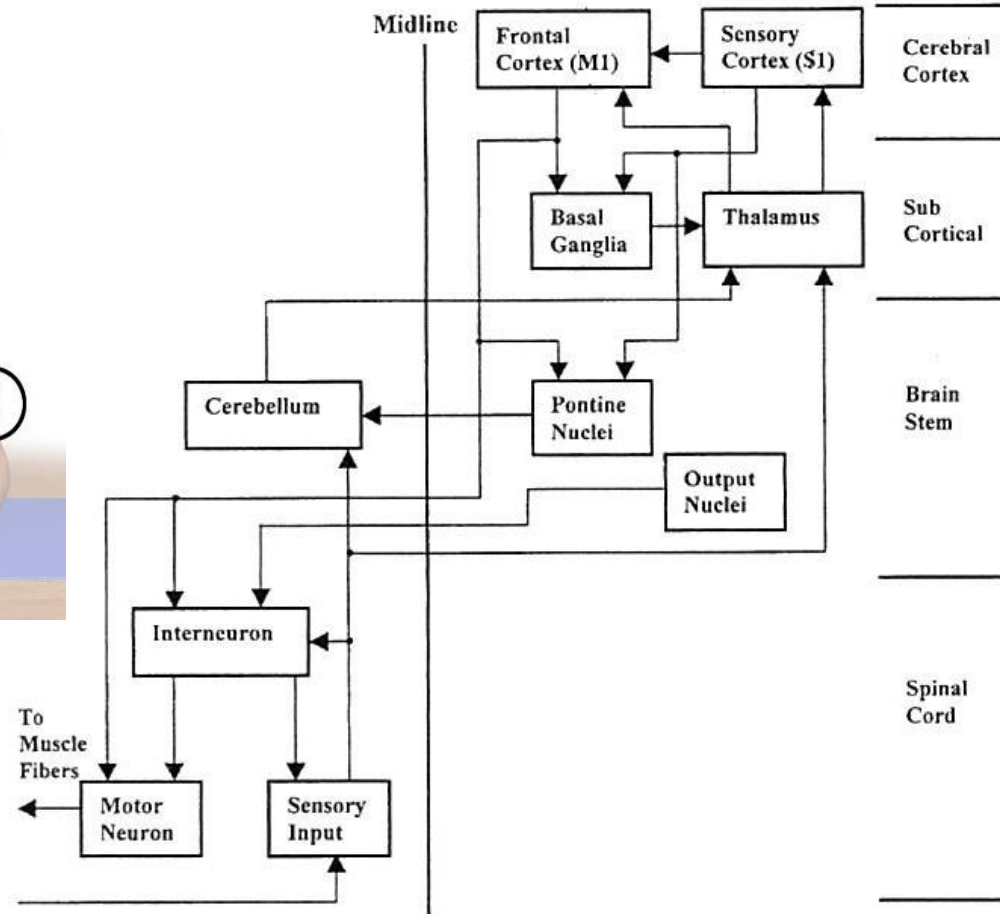 Midline
Frontal
Cortex (M1)
Sensory
Cortex (S1)
Cerebral
Cortex
Basal
Ganglia
Thalamus
Sub
Cortical
Cerebellum
Pontine
Nuclei
Brain
Stem
Output
Nuclei
Interneuron
Spinal
Cord
To
Muscle
Fibers
Motor
Neuron
Sensory
Input